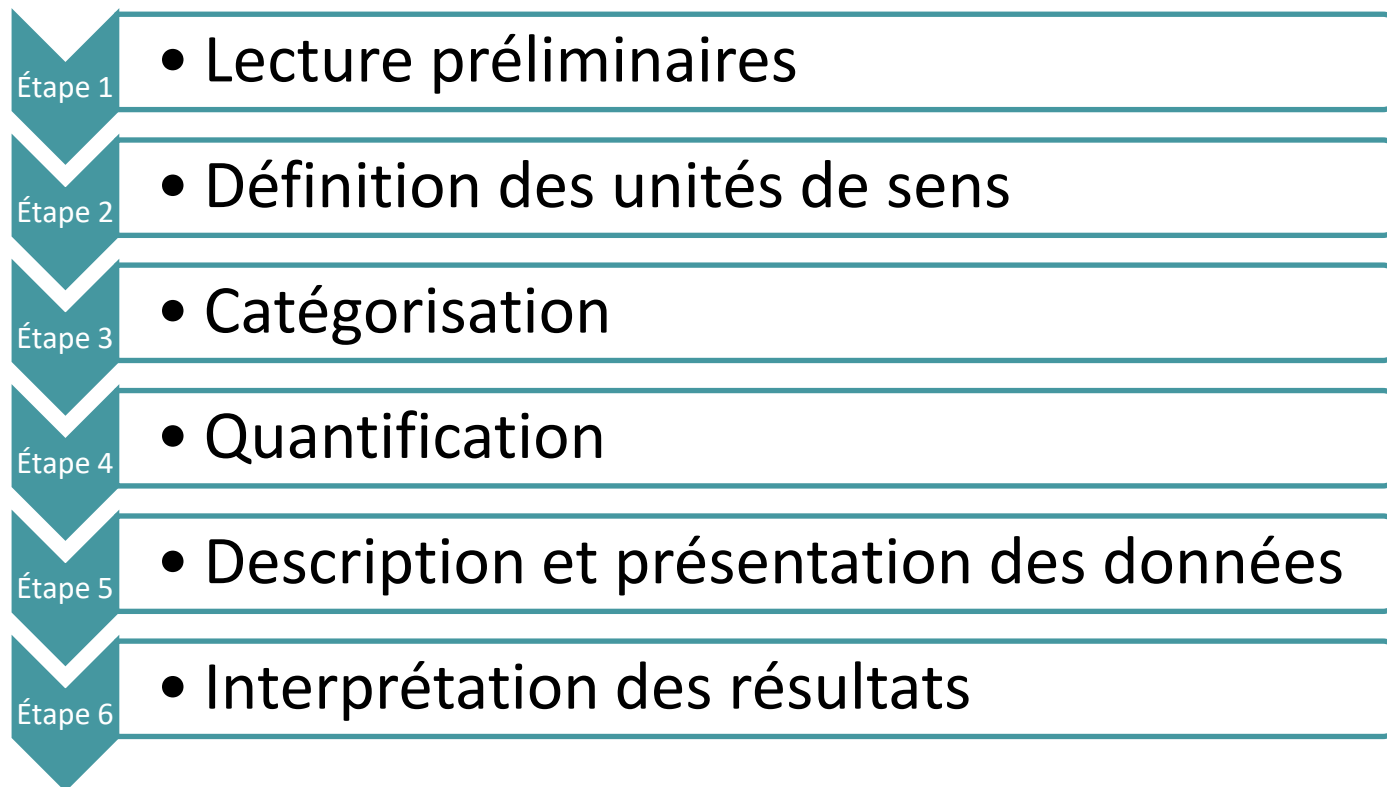 Étape 1
• Lecture préliminaires
Étape 2
• Définition des unités de sens
Étape 3
• Catégorisation
Étape 4
• Quantification
Étape 5
• Description et présentation des données
Étape 6
• Interprétation des résultats